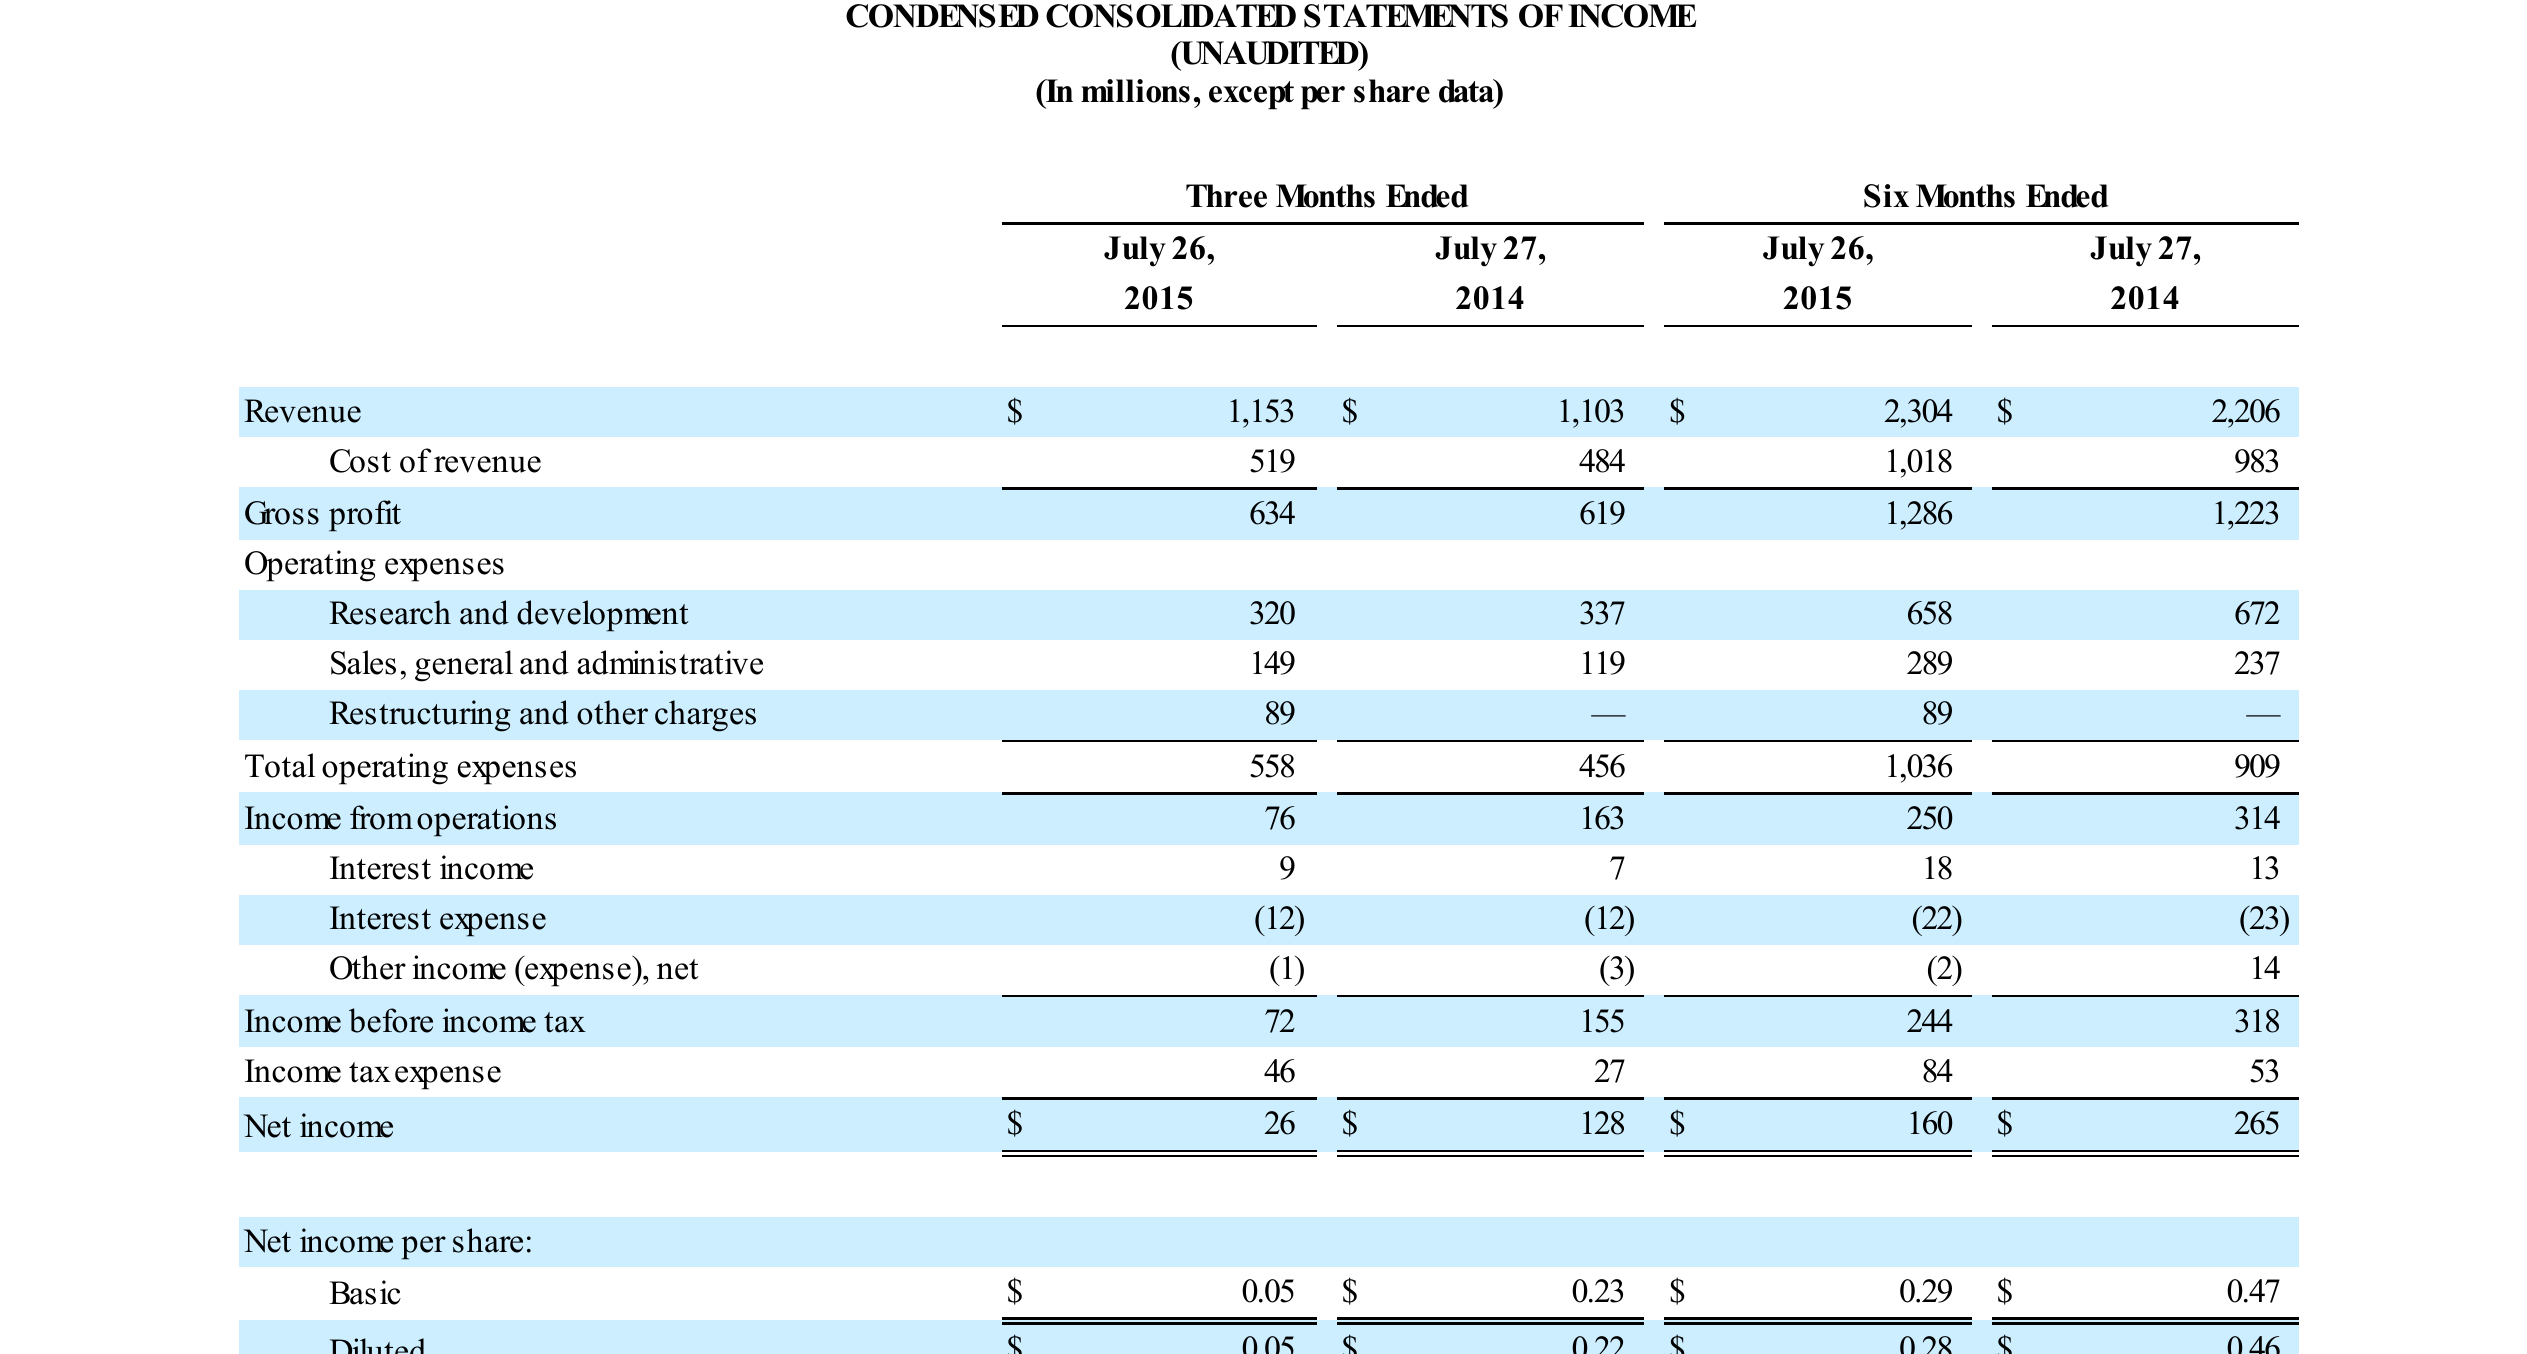 CONDENSED CONSOLIDATED STATEMENTS OF INCOME
(UNAUDITED)
(In millions, except per share data)
Three Months Ended Six Months Ended
July 26, July 27, July 26, July 27,
2015 2014 2015 2014
Revenue $ 1,153 $ 1,103 $ 2,304 $ 2,206
Cost of revenue 519 484 1,018 983
Gross profit 634 619 1,286 1,223
Operating expenses
Research and development 320 337 658 672
Sales, general and administrative 149 119 289 237
Restructuring and other charges 89 — 89 —
Total operating expenses 558 456 1,036 909
Income from operations 76 163 250 314
Interest income 9 7 18 13
Interest expense (12) (12) (22) (23)
Other income (expense), net (1) (3) (2) 14
Income before income tax 72 155 244 318
Income tax expense 46 27 84 53
Net income $ 26 $ 128 $ 160 $ 265
Net income per share:
Basic $ 0.05 $ 0.23 $ 0.29 $ 0.47
Diluted $ 0.05 $ 0.22 $ 0.28 $ 0.46